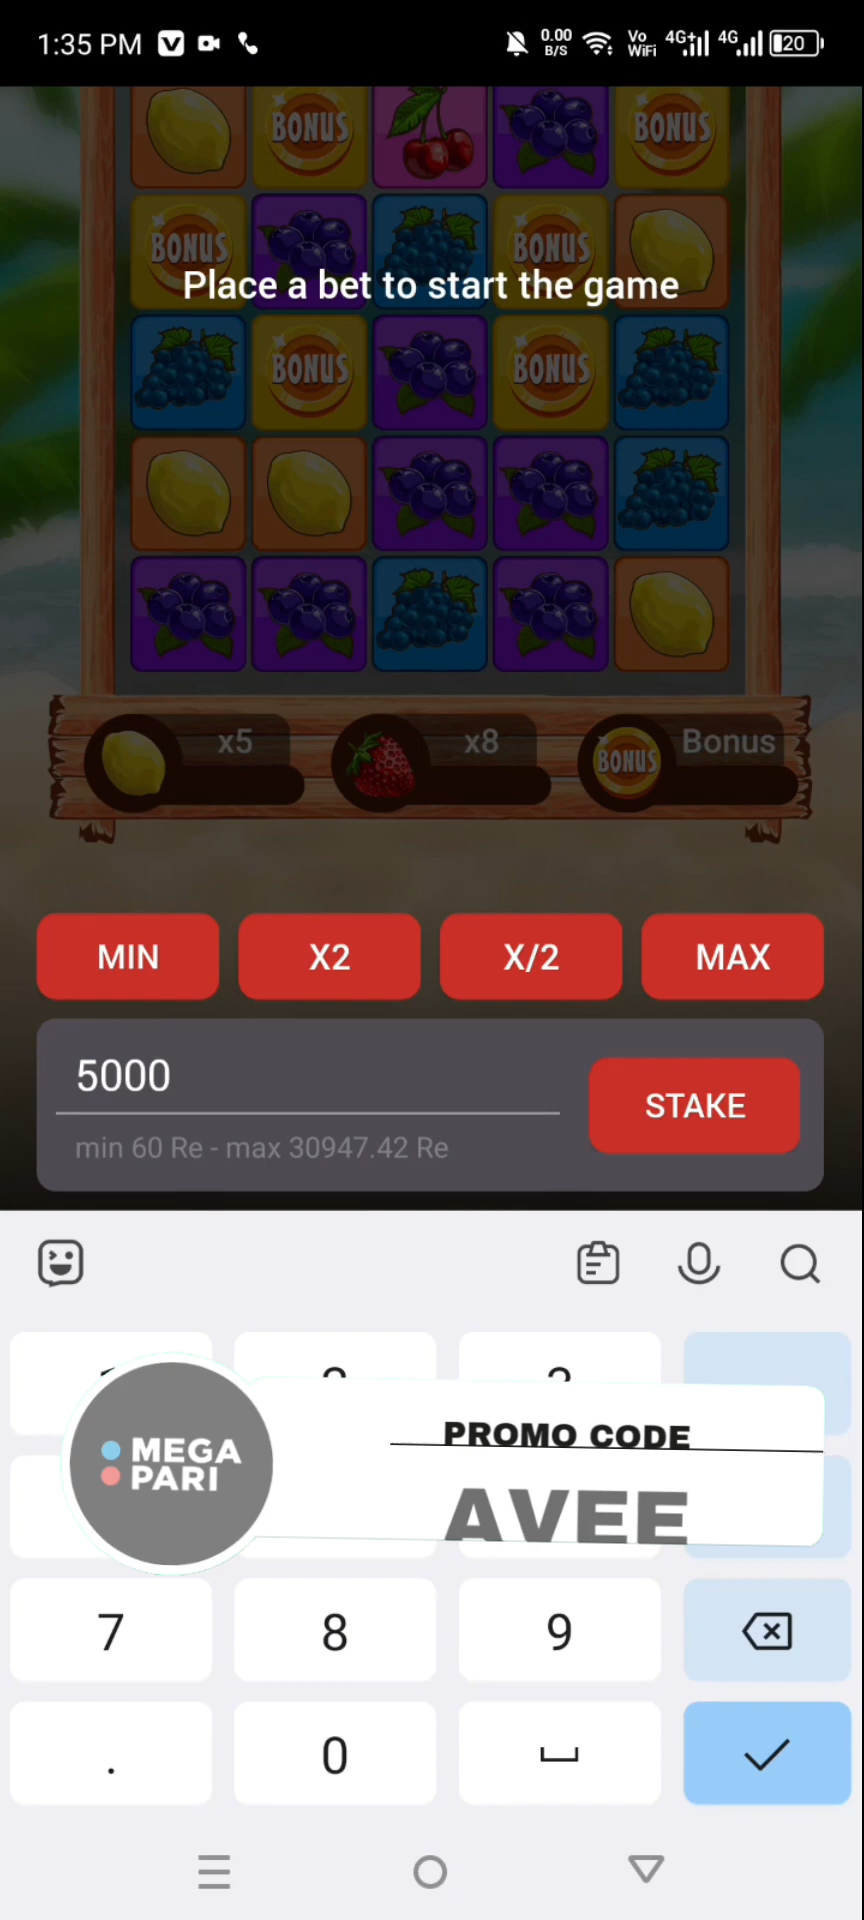 1:35 PM
0.00
B/S
Vo
WiFi
4G+
4G
20
BONUS
BONUS
BONUS
BONUS
Place a bet to start the game
BONUS
BONUS
x5
x8
BONUS
Bonus
MIN
X2
X/2
MAX
5000
STAKE
min 60 Re - max 30947.42 Re
MEGA
PARI
PROMO CODE
AVEE
7
8
9
.
0